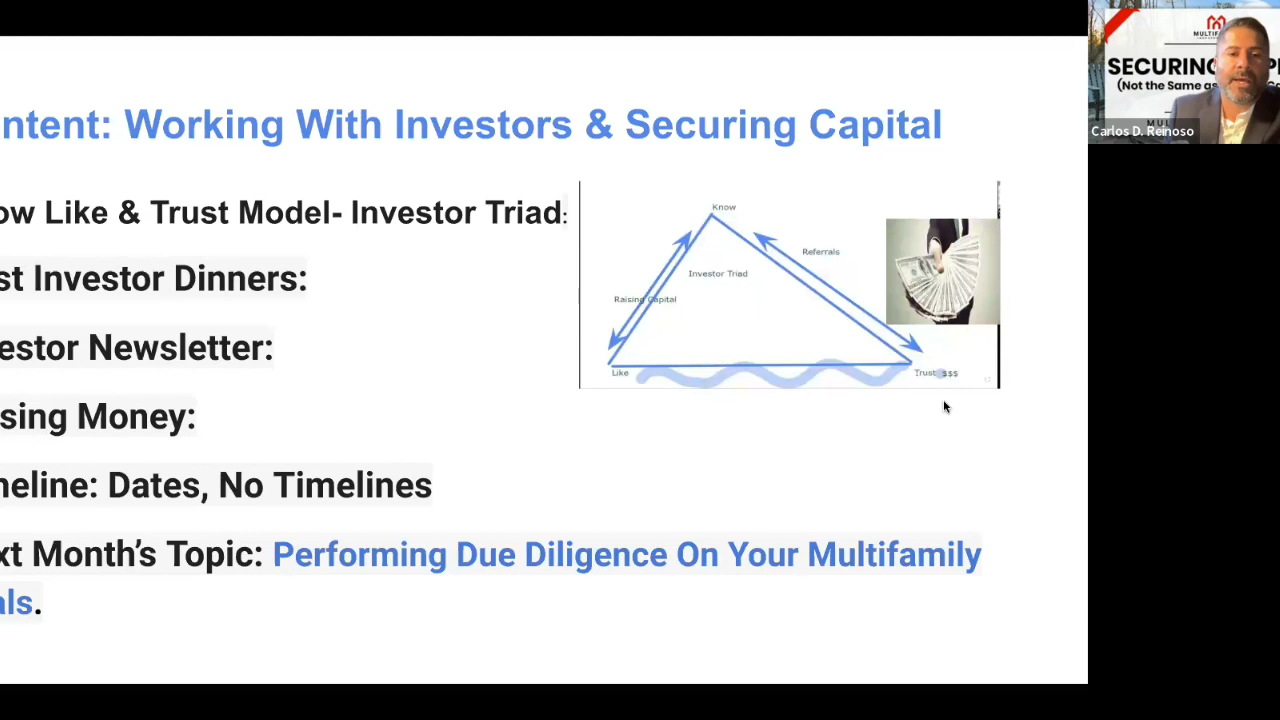 ntent: Working With Investors & Securing Capital
ow Like & Trust Model- Investor Triad:
st Investor Dinners:
estor Newsletter:
sing Money:
neline: Dates, No Timelines
xt Month's Topic: Performing Due Diligence On Your Multifamily
als.
Know
Referrals
Investor Triad
Raising Capital
Like
Trust $$$
SECURING
(Not the Same as
Carlos D. Reinoso